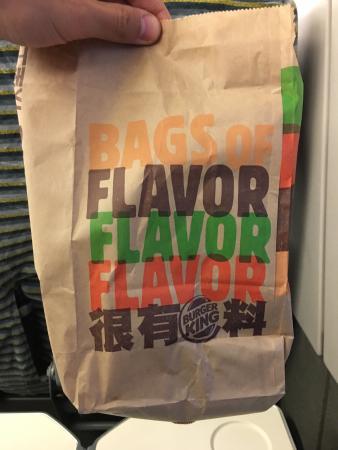 BAGS OF
FLAVOR
FLAVOR
FLAVOR
很有 BURGER KING 料